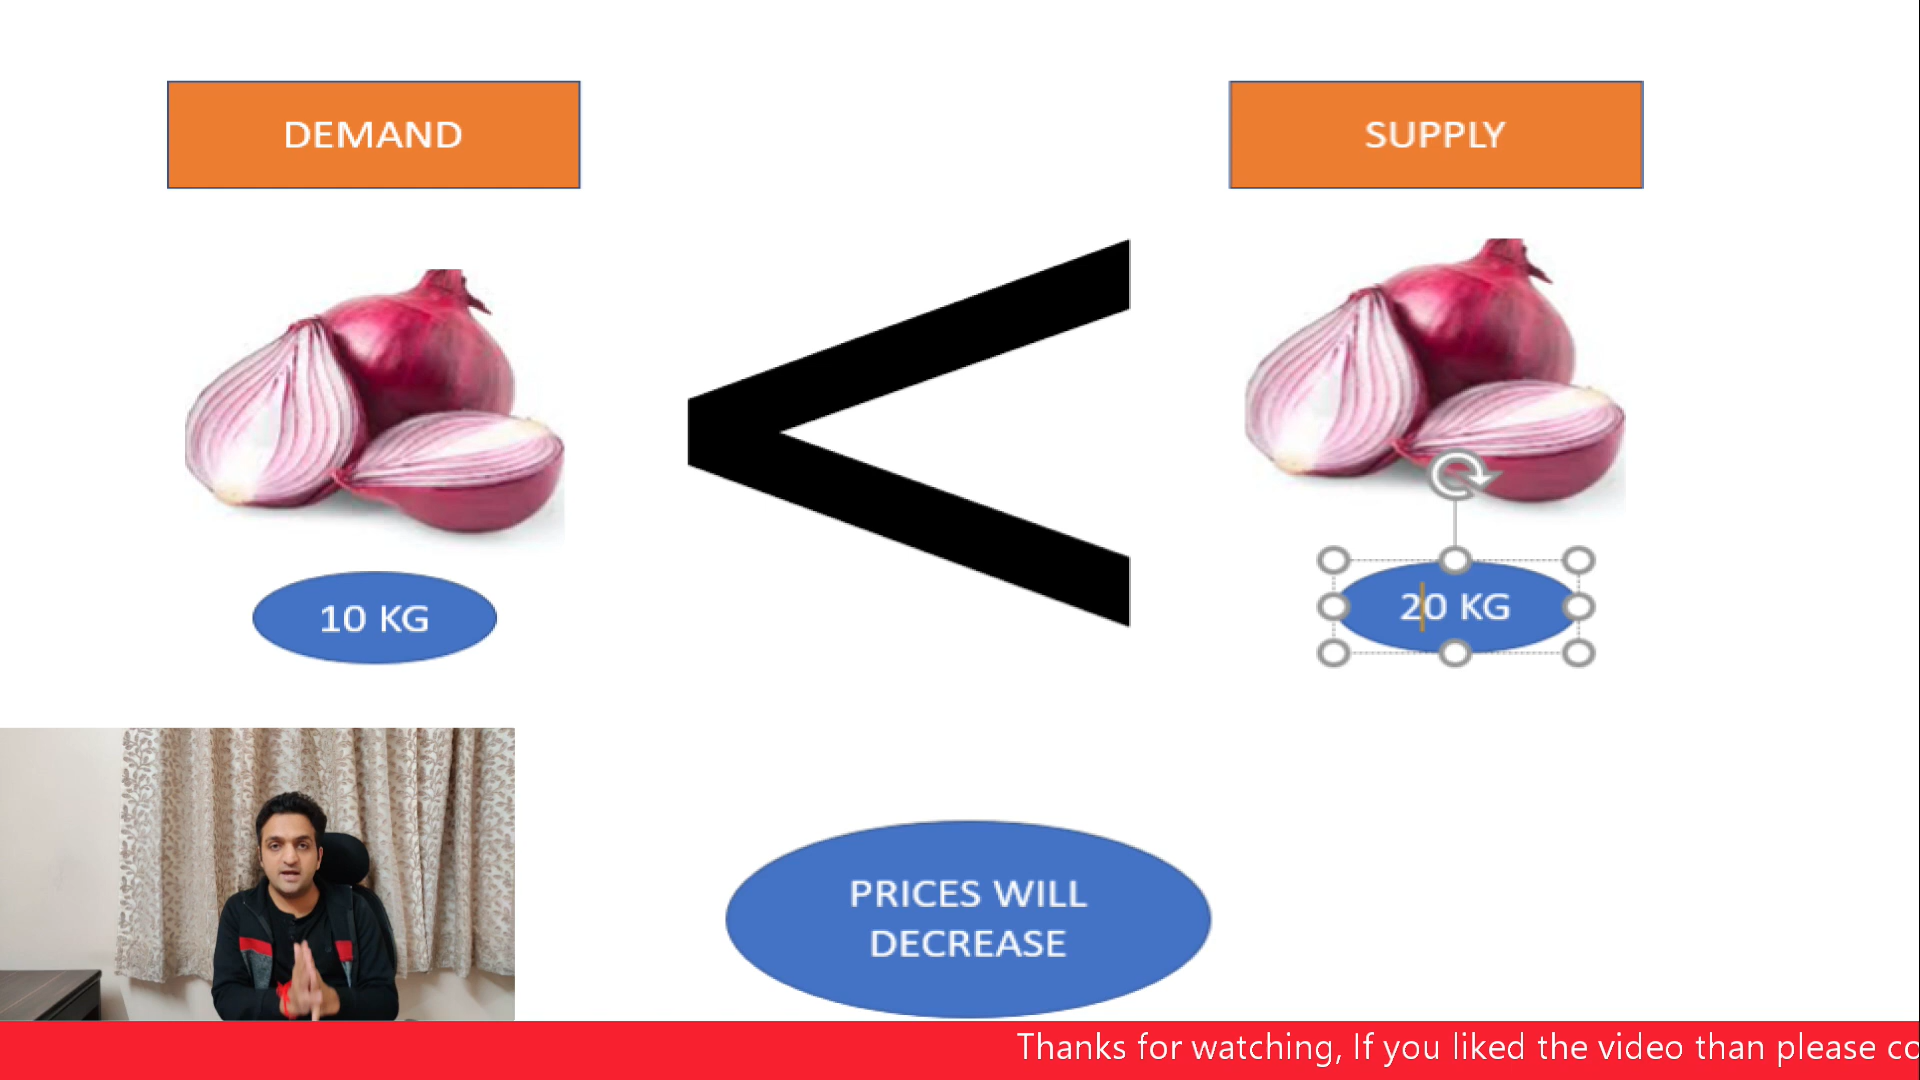 DEMAND
SUPPLY
10 KG
20 KG
PRICES WILL
DECREASE
Thanks for watching, If you liked the video than please co